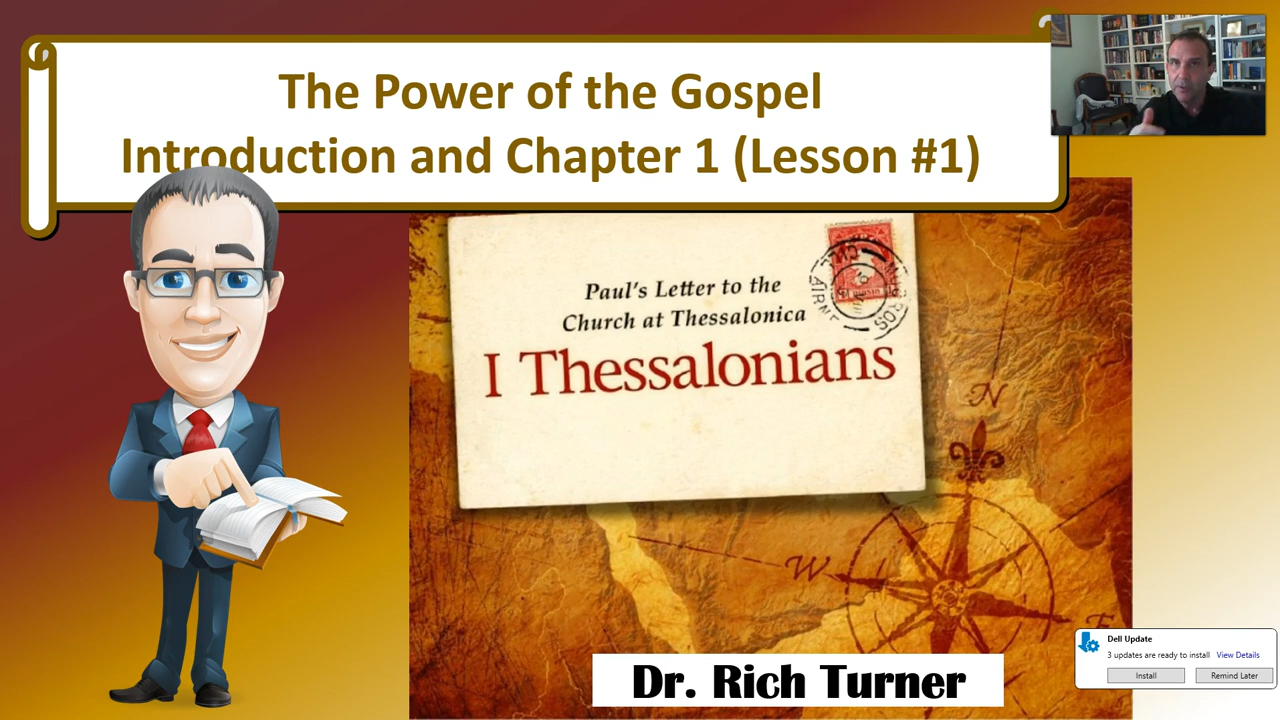 The Power of the Gospel
Introduction and Chapter 1 (Lesson #1)
Paul's Letter to the
Church at Thessalonica
I Thessalonians
N
W
E
Dr. Rich Turner
Dell Update
3 updates are ready to install View Details
Install Remind Later